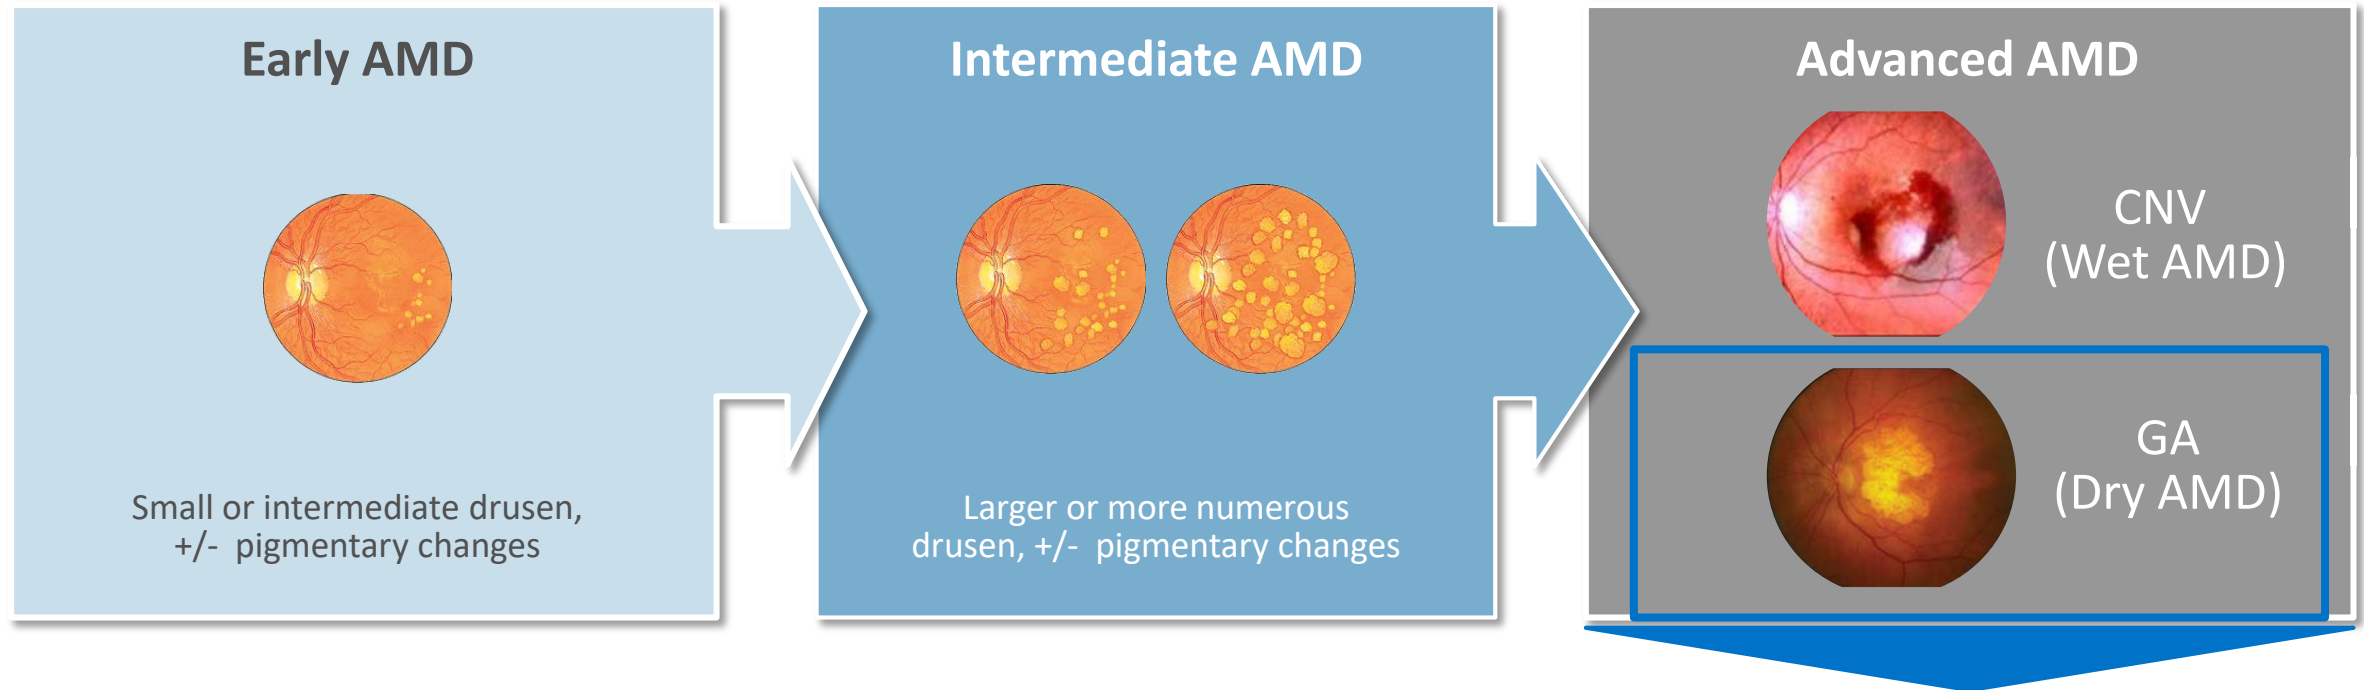 Early AMD
Small or intermediate drusen,
+/- pigmentary changes
Intermediate AMD
Larger or more numerous
drusen, +/- pigmentary changes
Advanced AMD
CNV
(Wet AMD)
GA
(Dry AMD)